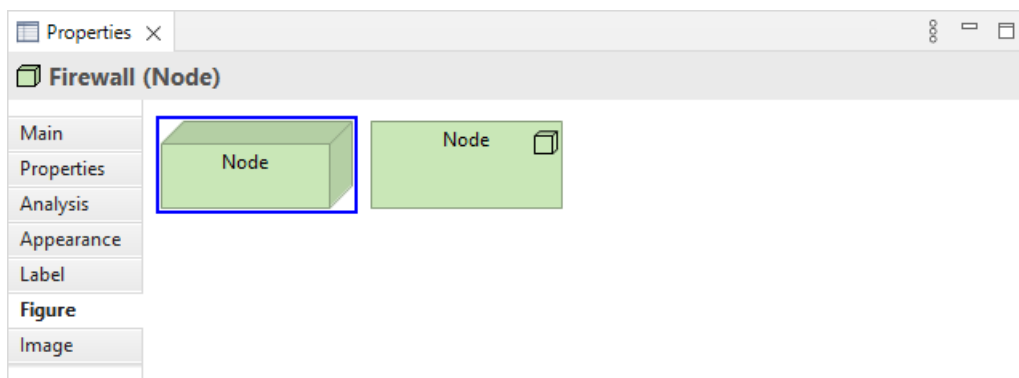 Properties
Firewall (Node)
Main
Properties
Analysis
Appearance
Label
Figure
Image
Node
Node